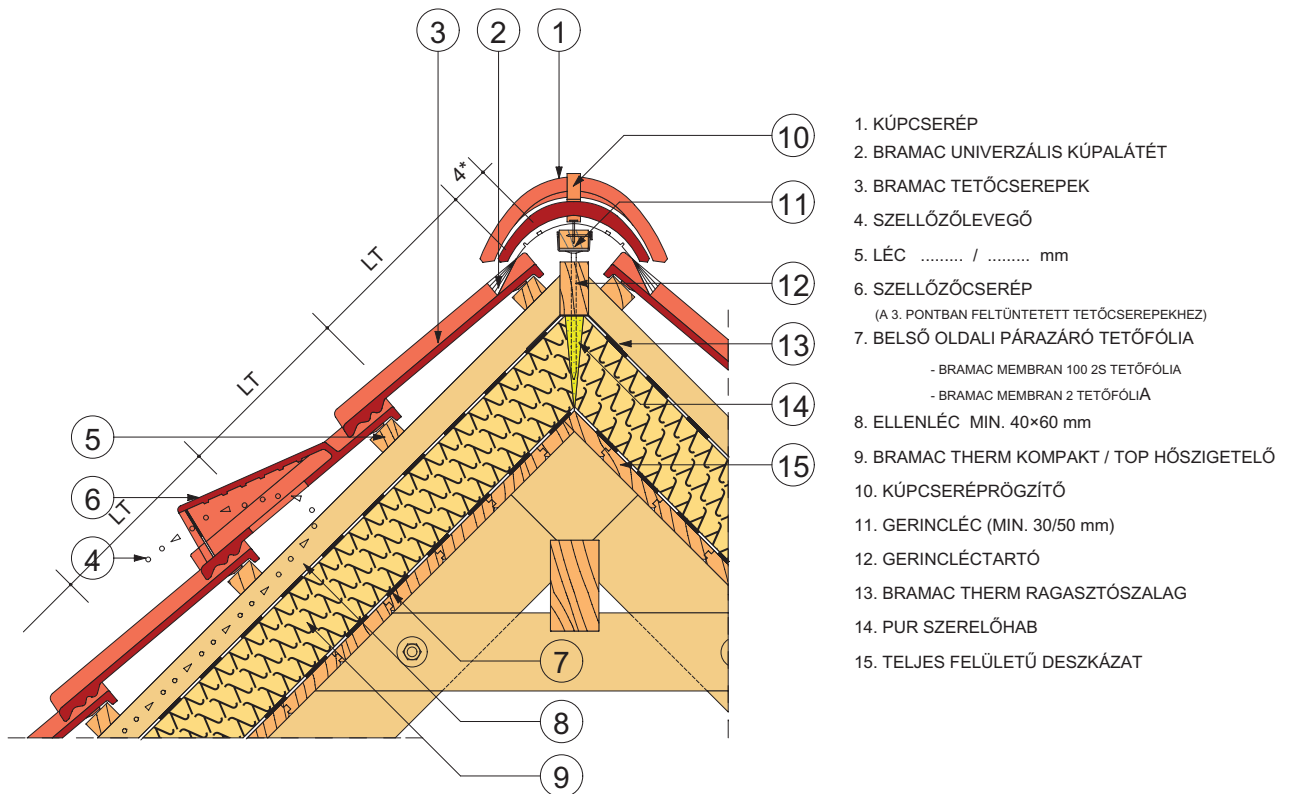 3
2
1
10
4*
11
LT
12
13
LT
14
5
15
6
LT
4
7
8
9
1. KÚPCSERÉP
2. BRAMAC UNIVERZÁLIS KÚPALÁTÉT
3. BRAMAC TETŐCSEREPEK
4. SZELLŐZŐLEVEGŐ
5. LÉC ......... / ......... mm
6. SZELLŐZŐCSERÉP
(A 3. PONTBAN FELTÜNTETETT TETŐCSEREPEKHEZ)
7. BELSŐ OLDALI PÁRAZÁRÓ TETŐFÓLIA
- BRAMAC MEMBRAN 100 2S TETŐFÓLIA
- BRAMAC MEMBRAN 2 TETŐFÓLIA
8. ELLENLÉC MIN. 40×60 mm
9. BRAMAC THERM KOMPAKT / TOP HŐSZIGETELŐ
10. KÚPCSERÉPRÖGZÍTŐ
11. GERINCLÉC (MIN. 30/50 mm)
12. GERINCLÉCTARTÓ
13. BRAMAC THERM RAGASZTÓSZALAG
14. PUR SZERELŐHAB
15. TELJES FELÜLETŰ DESZKÁZAT